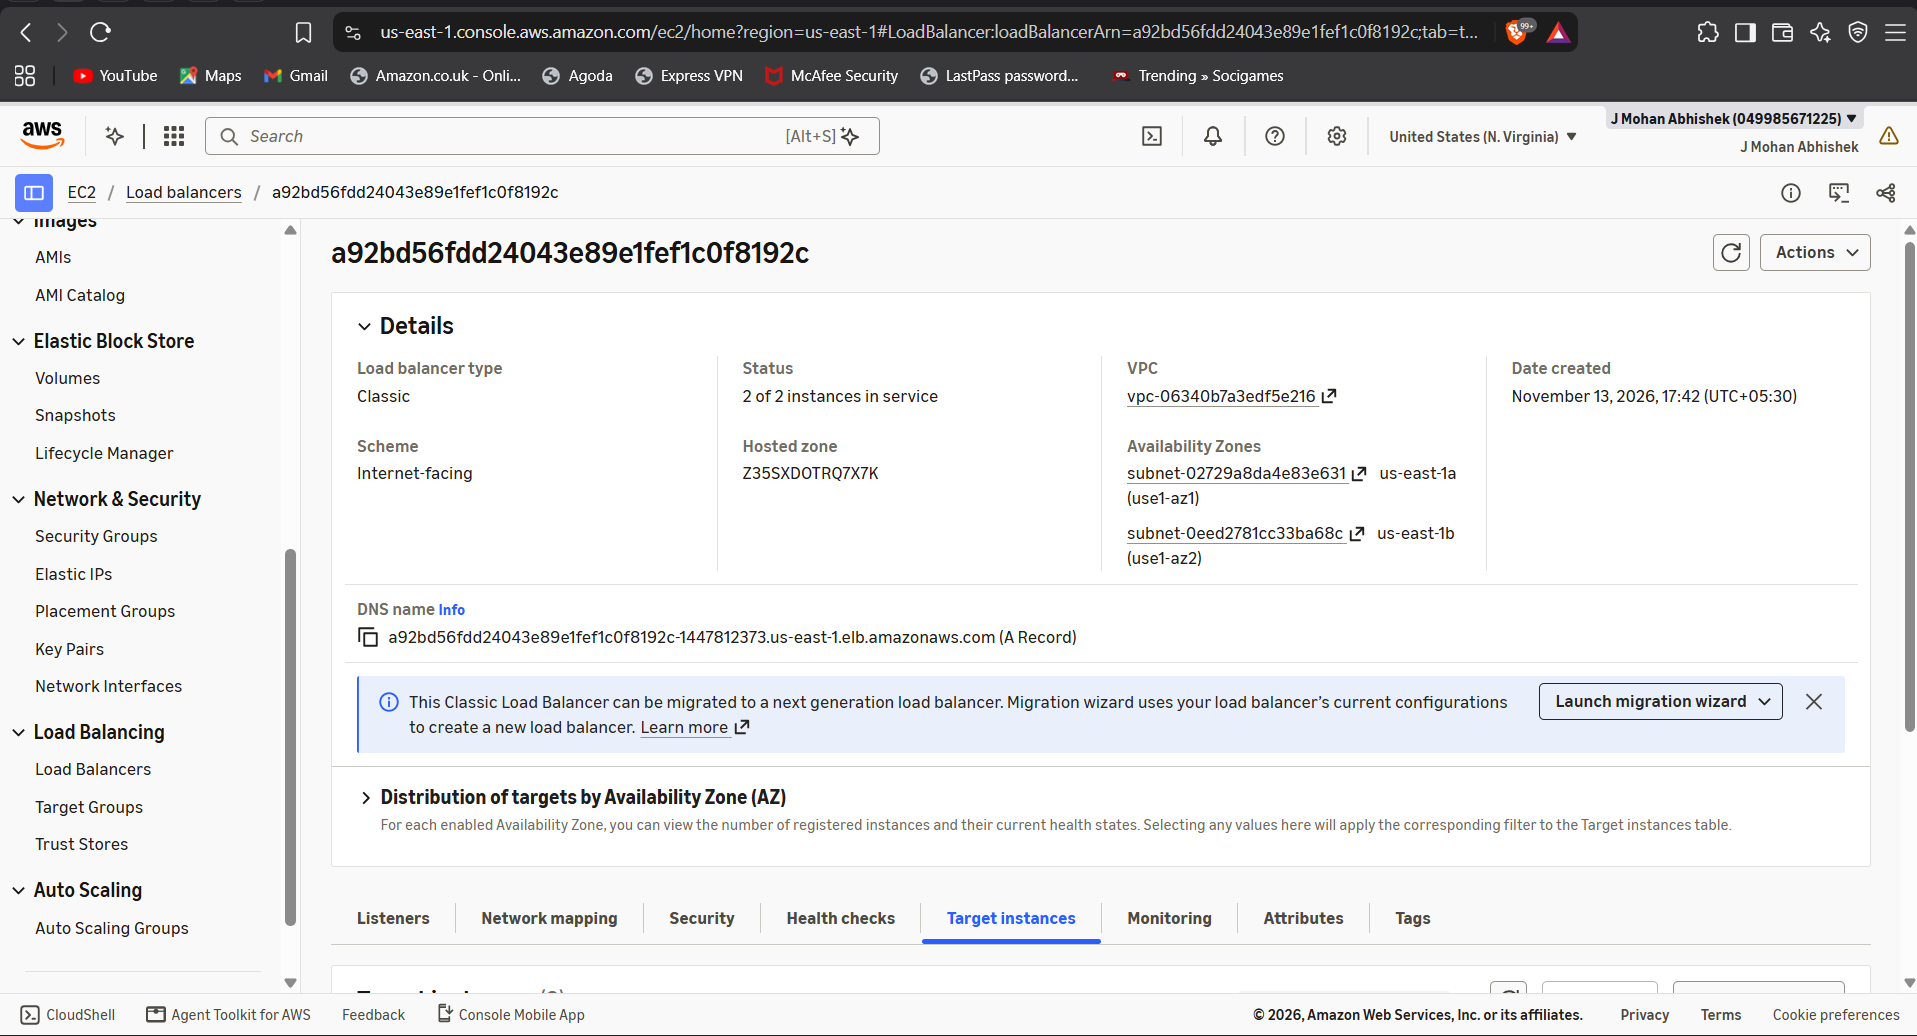 us-east-1.console.aws.amazon.com/ec2/home?region=us-east-1#LoadBalancer:loadBalancerArn=a92bd56fdd24043e89e1fef1c0f8192c;tab=t...
99+
YouTube
Maps
Gmail
Amazon.co.uk - Onli...
Agoda
Express VPN
McAfee Security
LastPass password...
Trending » Socigames
aws
Search
[Alt+S]
United States (N. Virginia)
J Mohan Abhishek (049985671225)
J Mohan Abhishek
EC2 / Load balancers / a92bd56fdd24043e89e1fef1c0f8192c
Images
AMIs
AMI Catalog
Elastic Block Store
Volumes
Snapshots
Lifecycle Manager
Network & Security
Security Groups
Elastic IPs
Placement Groups
Key Pairs
Network Interfaces
Load Balancing
Load Balancers
Target Groups
Trust Stores
Auto Scaling
Auto Scaling Groups
a92bd56fdd24043e89e1fef1c0f8192c
Actions
Details
Load balancer type
Classic
Scheme
Internet-facing
Status
2 of 2 instances in service
Hosted zone
Z35SXDOTRQ7X7K
VPC
vpc-06340b7a3edf5e216
Availability Zones
subnet-02729a8da4e83e631 us-east-1a
(use1-az1)
subnet-0eed2781cc33ba68c us-east-1b
(use1-az2)
Date created
November 13, 2026, 17:42 (UTC+05:30)
DNS name Info
a92bd56fdd24043e89e1fef1c0f8192c-1447812373.us-east-1.elb.amazonaws.com (A Record)
This Classic Load Balancer can be migrated to a next generation load balancer. Migration wizard uses your load balancer's current configurations
to create a new load balancer. Learn more
Launch migration wizard
Distribution of targets by Availability Zone (AZ)
For each enabled Availability Zone, you can view the number of registered instances and their current health states. Selecting any values here will apply the corresponding filter to the Target instances table.
Listeners
Network mapping
Security
Health checks
Target instances
Monitoring
Attributes
Tags
CloudShell
Agent Toolkit for AWS
Feedback
Console Mobile App
© 2026, Amazon Web Services, Inc. or its affiliates.
Privacy
Terms
Cookie preferences